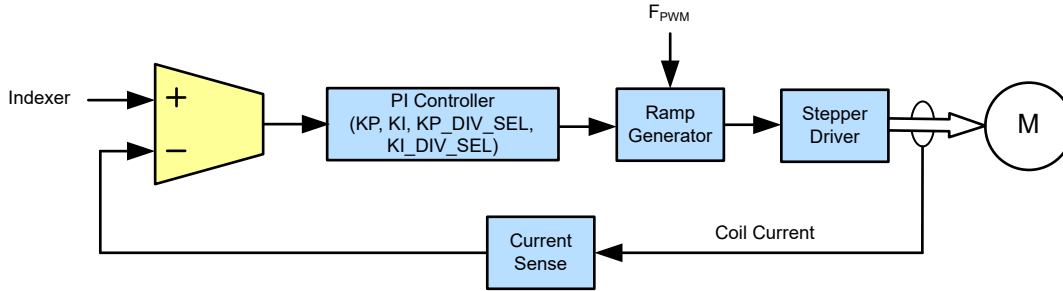 F_PWM
Indexer
+
−
PI Controller
(KP, KI, KP_DIV_SEL,
KI_DIV_SEL)
Ramp
Generator
Stepper
Driver
M
Coil Current
Current
Sense